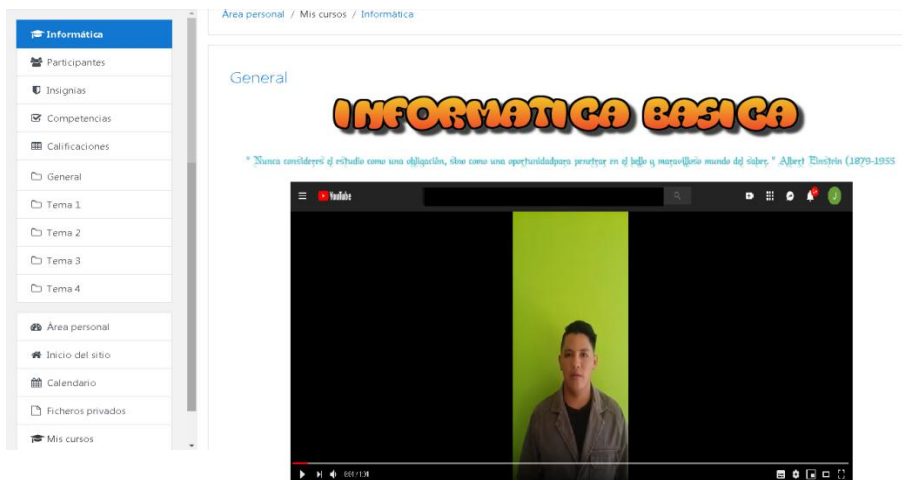 Área personal / Mis cursos / Informática
Informática
Participantes
Insignias
Competencias
Calificaciones
General
Tema 1
Tema 2
Tema 3
Tema 4
Área personal
Inicio del sitio
Calendario
Ficheros privados
Mis cursos
General
INFORMATICA BASICA
" Nunca consideres el estudio como una obligación, sino como una oportunidadpara penetrar en el bello y maravilloso mundo del saber. " Albert Einstein (1879-1955
YouTube
J